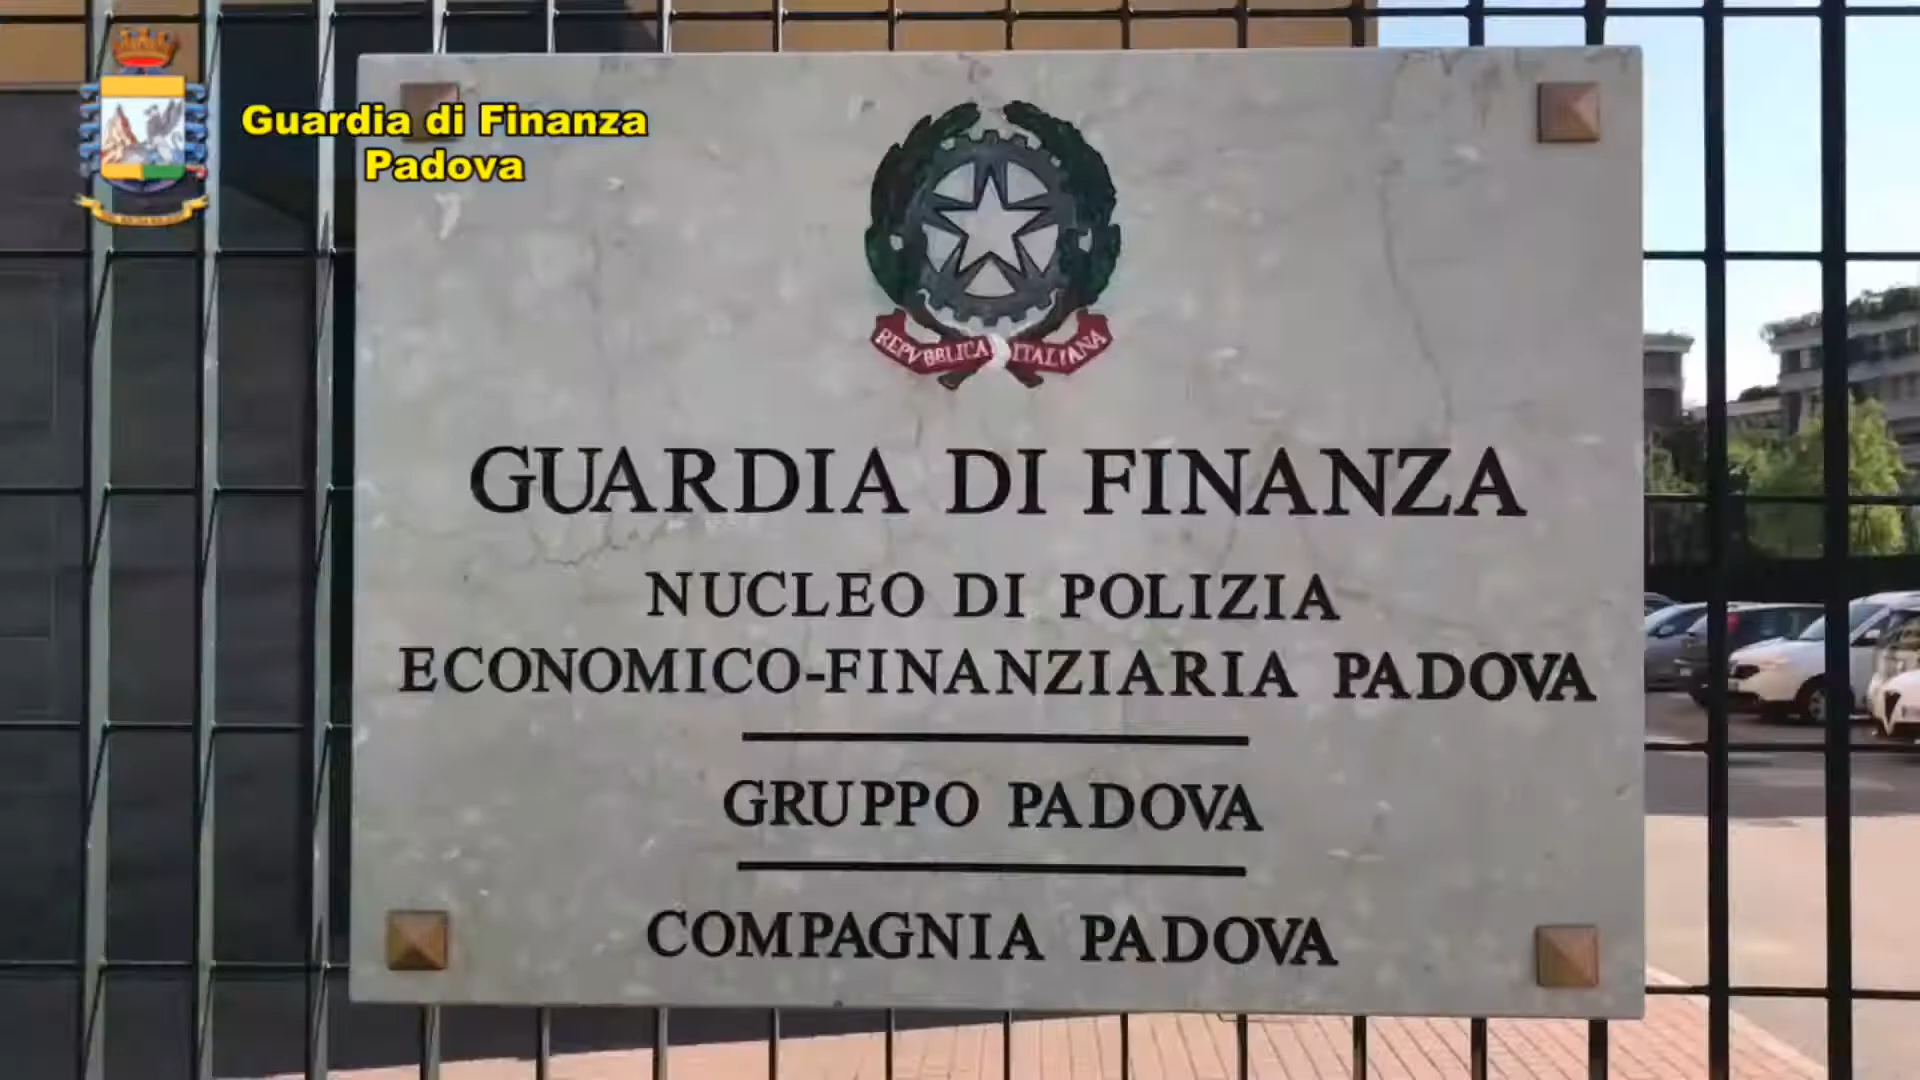 Guardia di Finanza
Padova
REPVBBLICA ITALIANA
GUARDIA DI FINANZA
NUCLEO DI POLIZIA
ECONOMICO-FINANZIARIA PADOVA
GRUPPO PADOVA
COMPAGNIA PADOVA